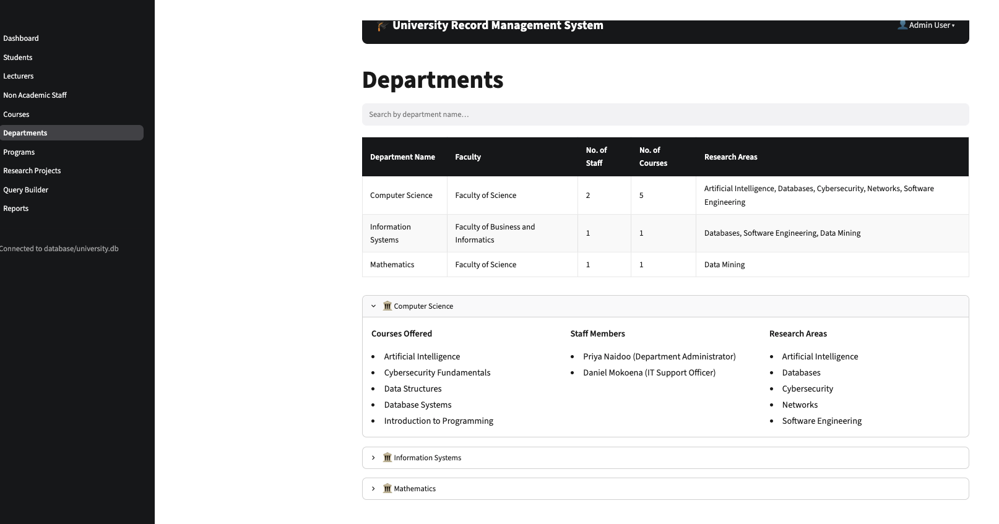 Dashboard
Students
Lecturers
Non Academic Staff
Courses
Departments
Programs
Research Projects
Query Builder
Reports
Connected to database/university.db
University Record Management System
Admin User
Departments
Search by department name…
Department Name
Faculty
No. of
Staff
No. of
Courses
Research Areas
Computer Science
Faculty of Science
2
5
Artificial Intelligence, Databases, Cybersecurity, Networks, Software
Engineering
Information
Systems
Faculty of Business and
Informatics
1
1
Databases, Software Engineering, Data Mining
Mathematics
Faculty of Science
1
1
Data Mining
Computer Science
Courses Offered
Artificial Intelligence
Cybersecurity Fundamentals
Data Structures
Database Systems
Introduction to Programming
Staff Members
Priya Naidoo (Department Administrator)
Daniel Mokoena (IT Support Officer)
Research Areas
Artificial Intelligence
Databases
Cybersecurity
Networks
Software Engineering
Information Systems
Mathematics